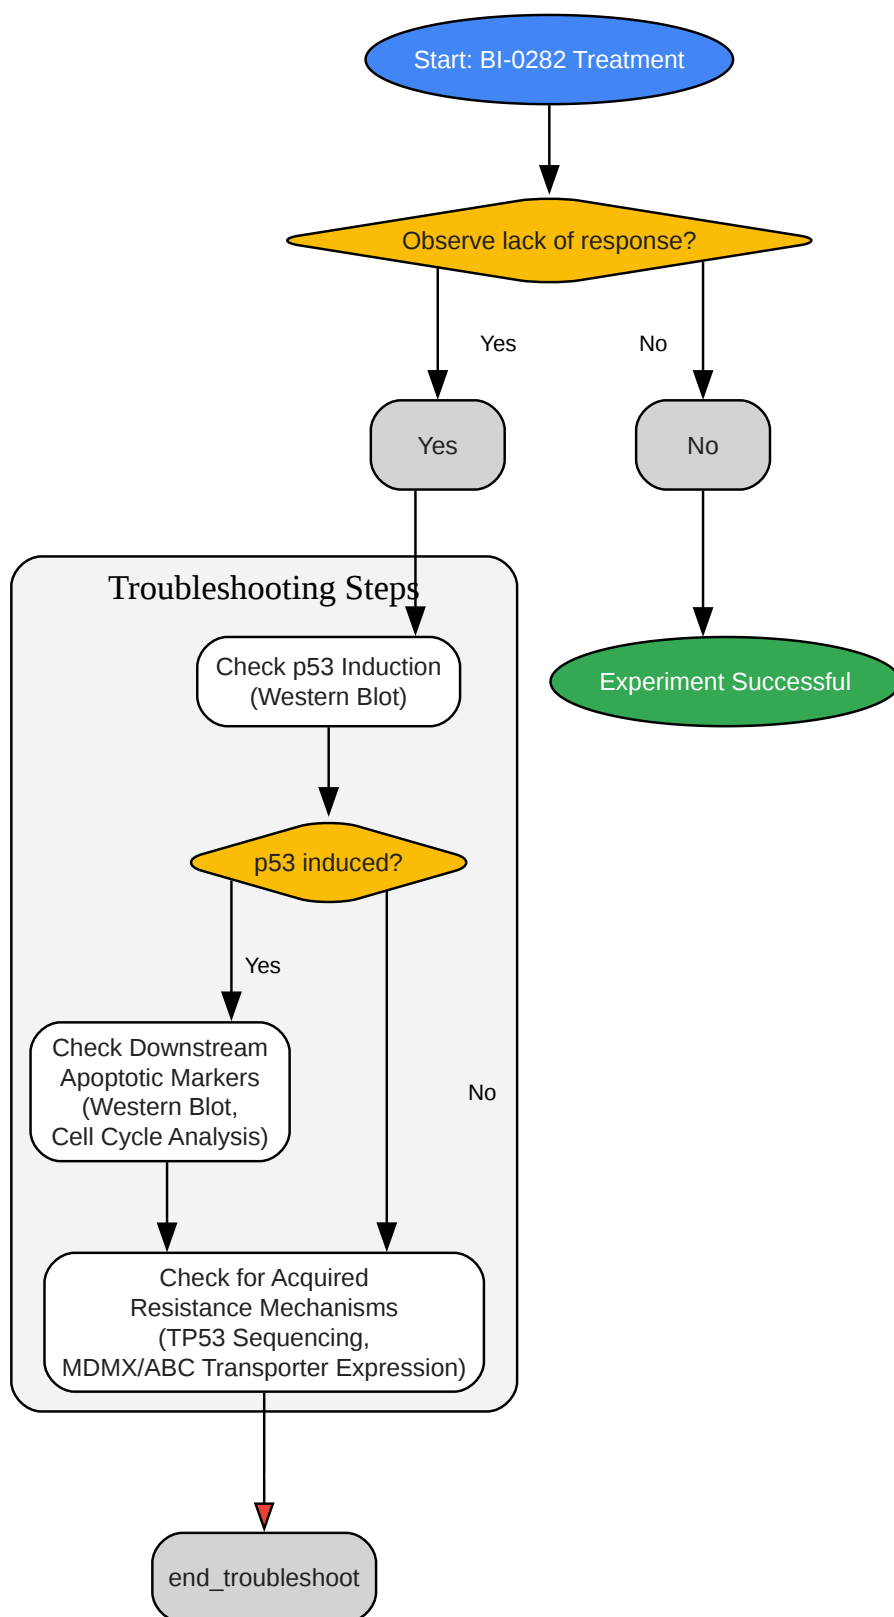 Start: BI-0282 Treatment
Observe lack of response?
Yes
No
Yes
No
Troubleshooting Steps
Check p53 Induction
(Western Blot)
Experiment Successful
p53 induced?
Yes
Check Downstream
Apoptotic Markers
(Western Blot,
Cell Cycle Analysis)
No
Check for Acquired
Resistance Mechanisms
(TP53 Sequencing,
MDMX/ABC Transporter Expression)
end_troubleshoot